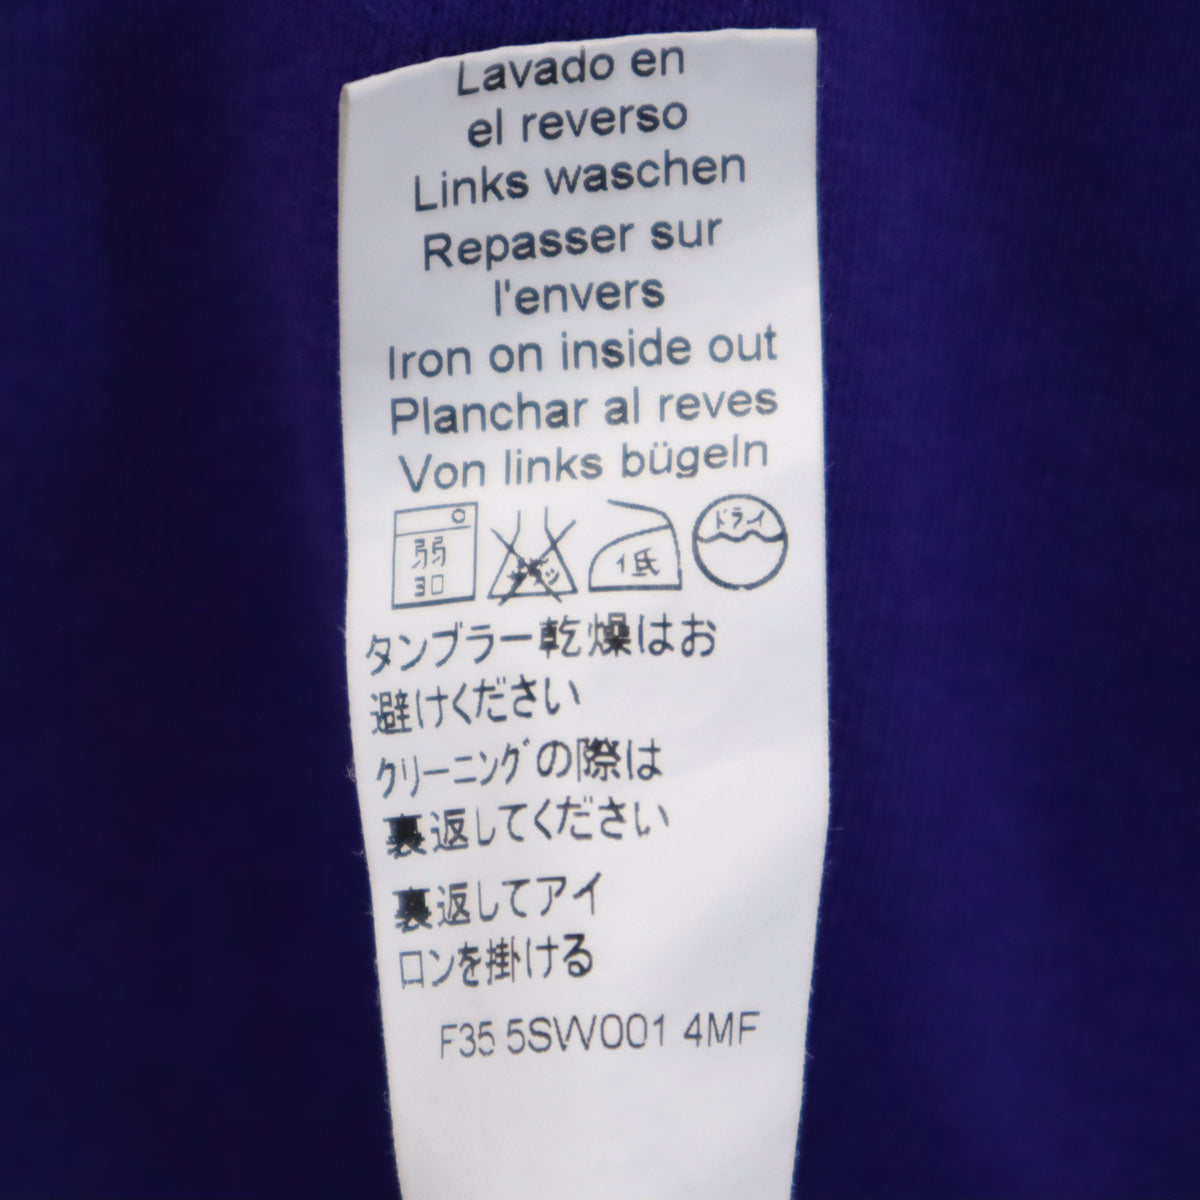 Lavado en
el reverso
Links waschen
Repasser sur
l'envers
Iron on inside out
Planchar al reves
Von links bügeln
弱
30
低
ドライ
タンブラー乾燥はお
避けください
クリーニングの際は
裏返してください
裏返してアイ
ロンを掛ける
F35 5SW001 4MF